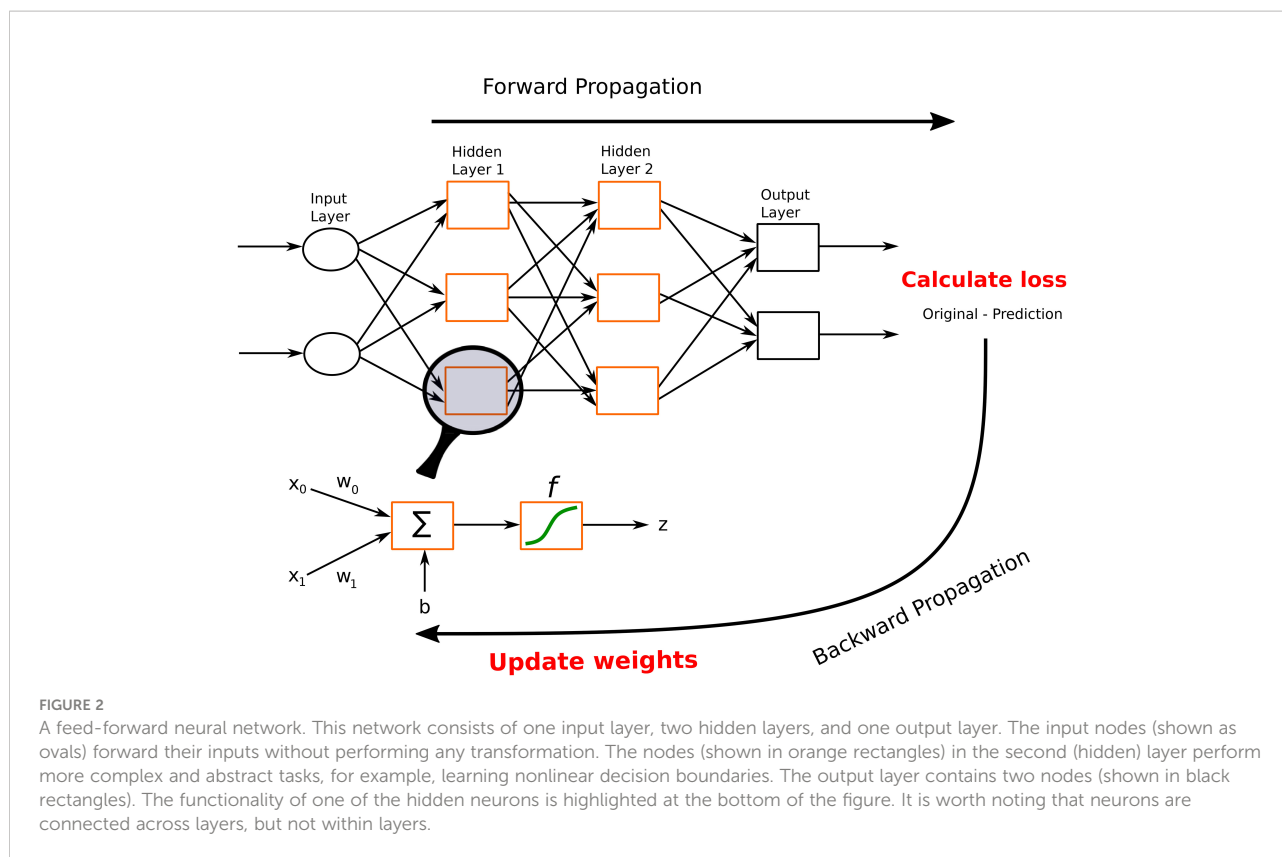 Forward Propagation
Hidden
Layer 1
Hidden
Layer 2
Input
Layer
Output
Layer
Calculate loss
Original - Prediction
x0
w0
f
Σ
z
x1
w1
b
Backward Propagation
Update weights
FIGURE 2
A feed-forward neural network. This network consists of one input layer, two hidden layers, and one output layer. The input nodes (shown as
ovals) forward their inputs without performing any transformation. The nodes (shown in orange rectangles) in the second (hidden) layer perform
more complex and abstract tasks, for example, learning nonlinear decision boundaries. The output layer contains two nodes (shown in black
rectangles). The functionality of one of the hidden neurons is highlighted at the bottom of the figure. It is worth noting that neurons are
connected across layers, but not within layers.